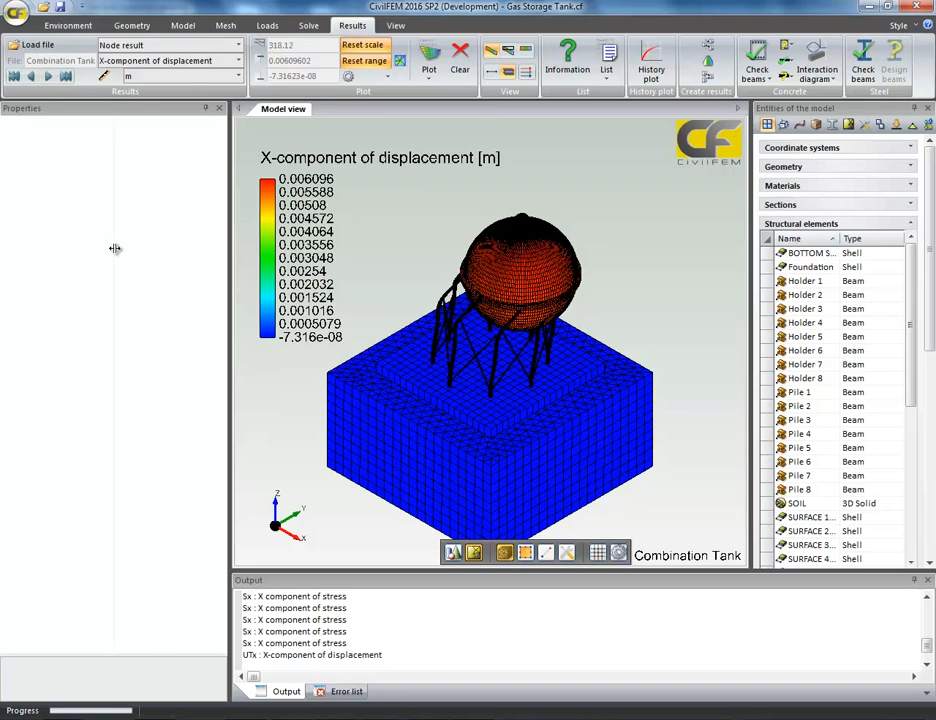 CivilFEM 2016 SP2 (Development) - Gas Storage Tank.cf
Environment Geometry Model Mesh Loads Solve Results View Style
Load file Node result 318.12 Reset scale
File: Combination Tank X-component of displacement 0.00609602 Reset range
m -7.31623e-08
Plot Clear Information List History plot Create results Check beams Interaction diagram Check beams Design beams
Results Plot View List History plot Create results Concrete Steel
Properties
Model view
Entities of the model
X-component of displacement [m]
CIVILFEM
0.006096
0.005588
0.00508
0.004572
0.004064
0.003556
0.003048
0.00254
0.002032
0.001524
0.001016
0.0005079
-7.316e-08
Z
Y
X
Combination Tank
Coordinate systems
Geometry
Materials
Sections
Structural elements
Name Type
BOTTOM S... Shell
Foundation Shell
Holder 1 Beam
Holder 2 Beam
Holder 3 Beam
Holder 4 Beam
Holder 5 Beam
Holder 6 Beam
Holder 7 Beam
Holder 8 Beam
Pile 1 Beam
Pile 2 Beam
Pile 3 Beam
Pile 4 Beam
Pile 5 Beam
Pile 6 Beam
Pile 7 Beam
Pile 8 Beam
SOIL 3D Solid
SURFACE 1... Shell
SURFACE 2... Shell
SURFACE 3... Shell
SURFACE 4... Shell
Output
Sx : X component of stress
Sx : X component of stress
Sx : X component of stress
Sx : X component of stress
Sx : X component of stress
UTx : X-component of displacement
Output Error list
Progress